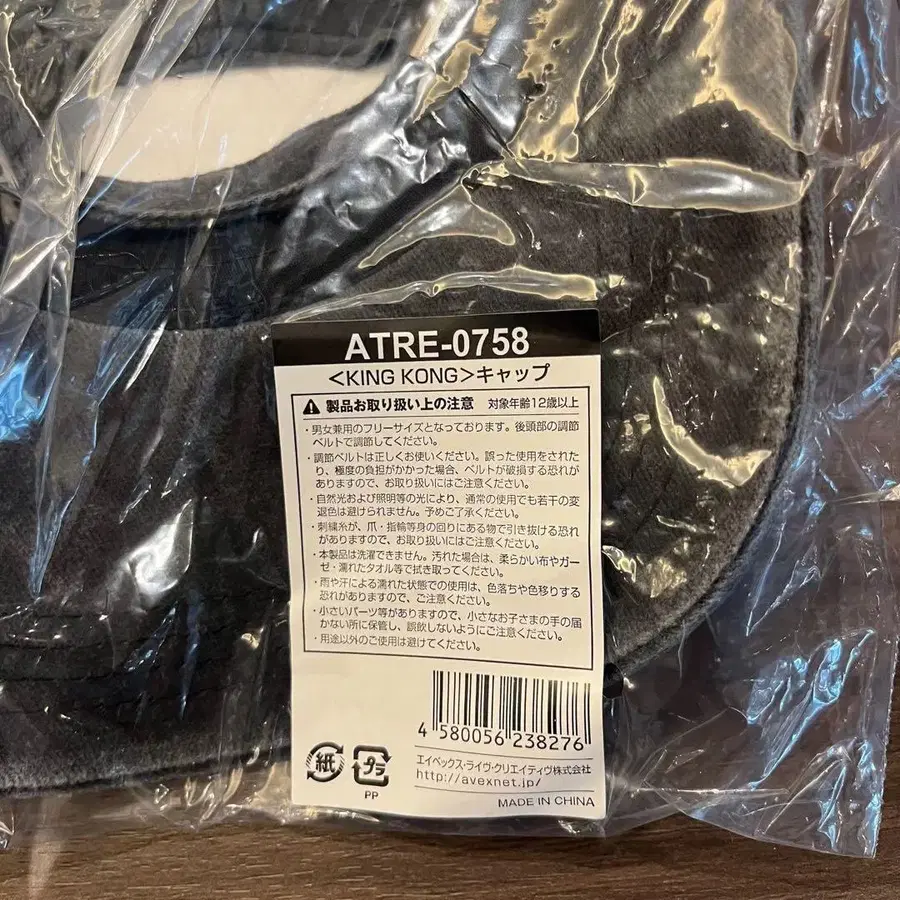 ATRE-0758
<KING KONG>キャップ
製品お取り扱い上の注意 対象年齢12歳以上
・男女兼用のフリーサイズとなっております。後頭部の調節
ベルトで調節してください。
・調節ベルトは正しくお使いください。誤った使用をされた
り、極度の負担がかかった場合、ベルトが破損する恐れが
ありますので、お取り扱いにはご注意ください。
・自然光および照明等の光により、通常の使用でも若干の変
退色は避けられません。予めご了承ください。
・刺繍糸が、爪・指輪等身の回りにある物で引き抜ける恐れ
がありますので、お取り扱いにはご注意ください。
・本製品は洗濯できません。汚れた場合は、柔らかい布やガー
ゼ・濡れたタオル等で拭き取ってください。
・雨や汗による濡れた状態での使用は、色落ちや色移りする
恐れがありますので、ご注意ください。
・小さいパーツ等がありますので、小さなお子さまの手の届
かない所に保管し、誤飲しないようにご注意ください。
・用途以外のご使用は避けてください。
4 580056 238276
紙
プラ
PP
エイベックス・ライヴ・クリエイティヴ株式会社
http://avexnet.jp/
MADE IN CHINA